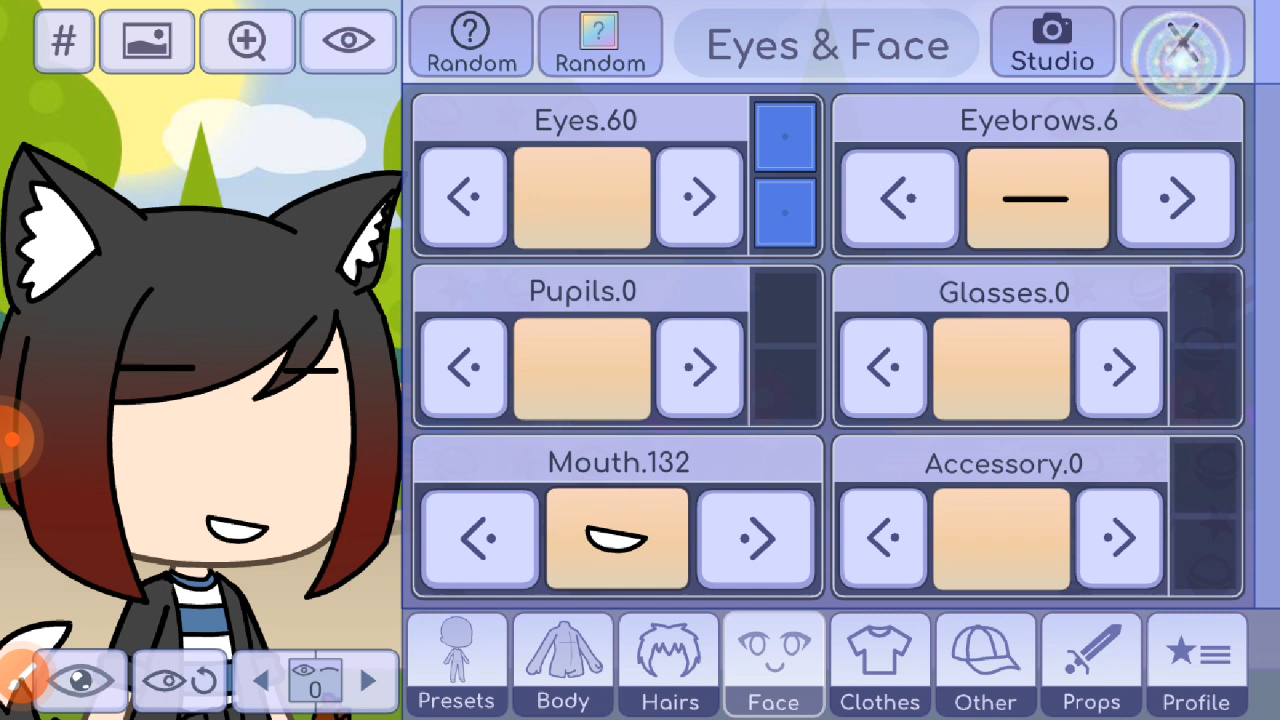 #
? Random
? Random
Eyes & Face
Studio
Eyes.60
Eyebrows.6
Pupils.0
Glasses.0
Mouth.132
Accessory.0
0
Presets
Body
Hairs
Face
Clothes
Other
Props
Profile